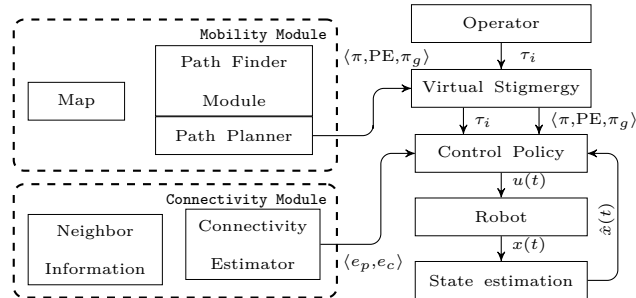 Mobility Module
Path Finder
Module
Path Planner
Map
⟨π,PE,π_g⟩
Operator
τ_i
Virtual Stigmergy
τ_i
⟨π,PE,π_g⟩
Control Policy
u(t)
Robot
x(t)
State estimation
x̂(t)
Connectivity Module
Neighbor
Information
Connectivity
Estimator
⟨e_p,e_c⟩